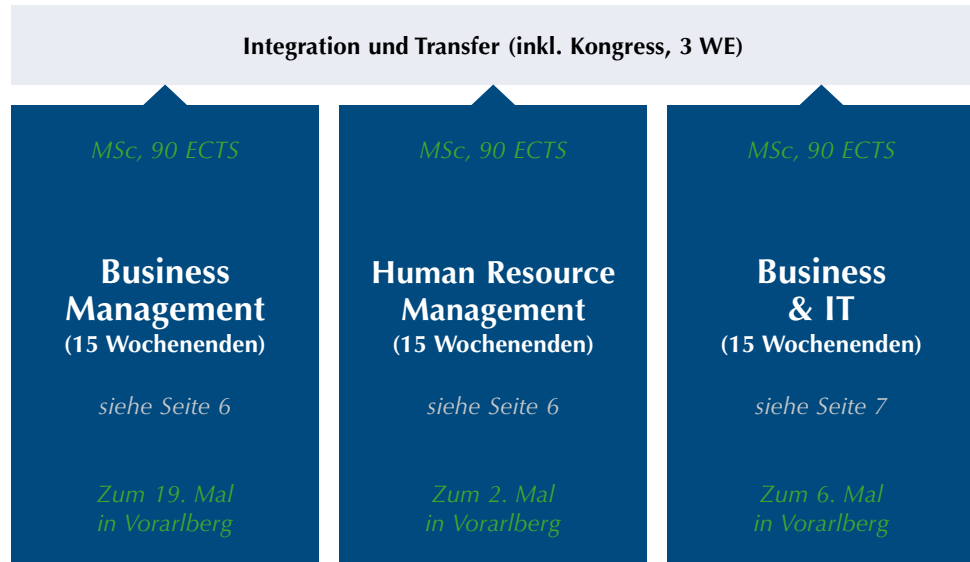 Integration und Transfer (inkl. Kongress, 3 WE)
MSc, 90 ECTS
Business
Management
(15 Wochenenden)
siehe Seite 6
Zum 19. Mal
in Vorarlberg
MSc, 90 ECTS
Human Resource
Management
(15 Wochenenden)
siehe Seite 6
Zum 2. Mal
in Vorarlberg
MSc, 90 ECTS
Business
& IT
(15 Wochenenden)
siehe Seite 7
Zum 6. Mal
in Vorarlberg